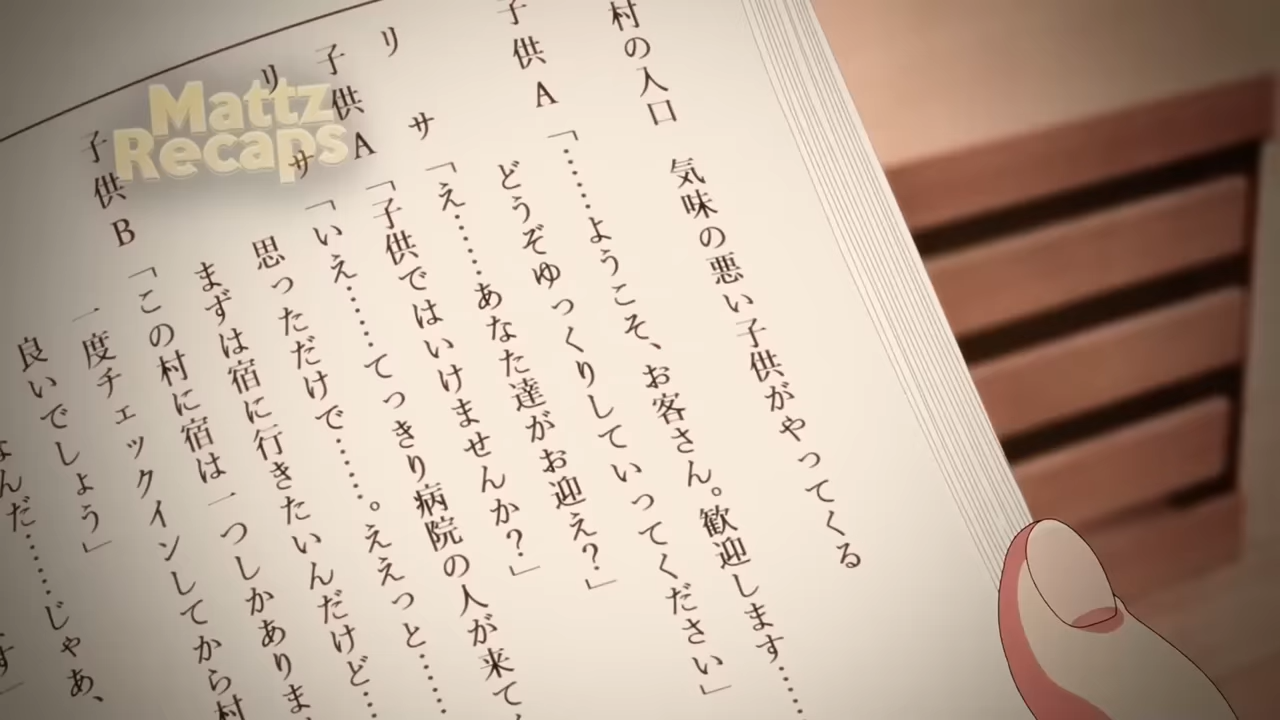 村の入口 気味の悪い子供がやってくる
子供A「……ようこそ、お客さん。歓迎します……
どうぞゆっくりしていってください」
リサ「え……あなた達がお迎え?」
子供A「子供ではいけませんか?」
リサ「いえ……てっきり病院の人が来て
思っただけで……。ええっと……
まずは宿に行きたいんだけど…
子供B「この村に宿は一つしかありま
一度チェックインしてから村
良いでしょう」
なんだ……じゃあ、
す」
Mattz
Recaps